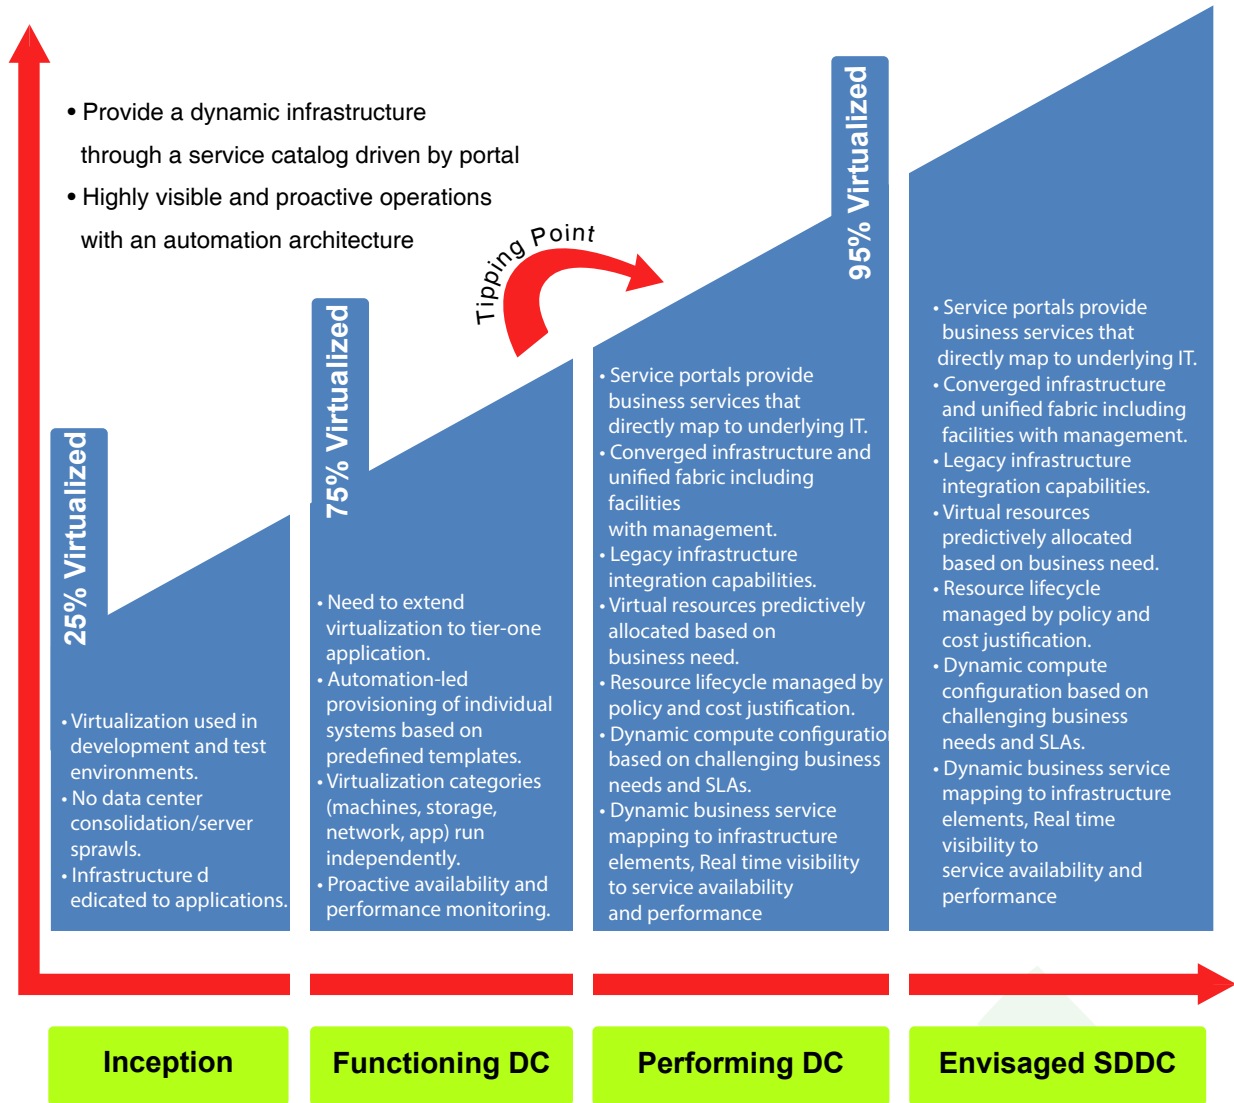 • Provide a dynamic infrastructure
through a service catalog driven by portal
• Highly visible and proactive operations
with an automation architecture
Tipping Point
25% Virtualized
• Virtualization used in
development and test
environments.
• No data center
consolidation/server
sprawls.
• Infrastructure d
edicated to applications.
75% Virtualized
• Need to extend
virtualization to tier-one
application.
• Automation-led
provisioning of individual
systems based on
predefined templates.
• Virtualization categories
(machines, storage,
network, app) run
independently.
• Proactive availability and
performance monitoring.
95% Virtualized
• Service portals provide
business services that
directly map to underlying IT.
• Converged infrastructure and
unified fabric including
facilities
with management.
• Legacy infrastructure
integration capabilities.
• Virtual resources predictively
allocated based on
business need.
• Resource lifecycle managed by
policy and cost justification.
• Dynamic compute configuration
based on challenging business
needs and SLAs.
• Dynamic business service
mapping to infrastructure
elements, Real time visibility
to service availability
and performance
• Service portals provide
business services that
directly map to underlying IT.
• Converged infrastructure
and unified fabric including
facilities with management.
• Legacy infrastructure
integration capabilities.
• Virtual resources
predictively allocated
based on business need.
• Resource lifecycle
managed by policy and
cost justification.
• Dynamic compute
configuration based on
challenging business
needs and SLAs.
• Dynamic business service
mapping to infrastructure
elements, Real time
visibility to
service availability and
performance
Inception
Functioning DC
Performing DC
Envisaged SDDC